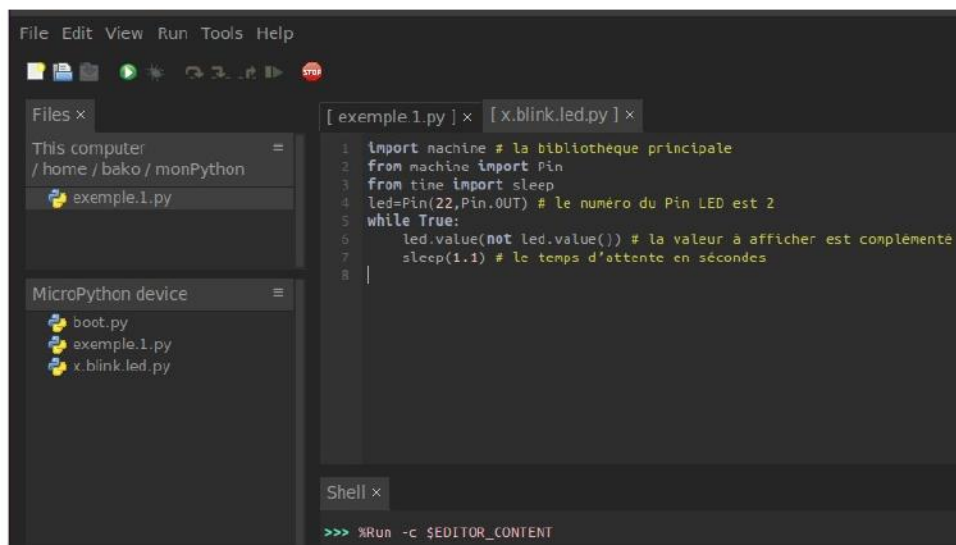 File Edit View Run Tools Help
STOP
Files ×
This computer
/ home / bako / monPython
exemple.1.py
MicroPython device
boot.py
exemple.1.py
x.blink.led.py
[ exemple.1.py ] × [ x.blink.led.py ] ×
1 import machine # la bibliothèque principale
2 from machine import Pin
3 from time import sleep
4 led=Pin(22,Pin.OUT) # le numéro du Pin LED est 2
5 while True:
6 led.value(not led.value()) # la valeur à afficher est complémenté
7 sleep(1.1) # le temps d'attente en sécondes
8
Shell ×
>>> %Run -c $EDITOR_CONTENT